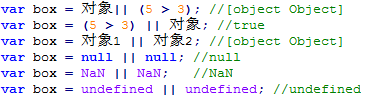 var box = 对象|| (5 > 3); //[object Object]
var box = (5 > 3) || 对象; //true
var box = 对象1 || 对象2; //[object Object]
var box = null || null; //null
var box = NaN || NaN;   //NaN
var box = undefined || undefined; //undefined